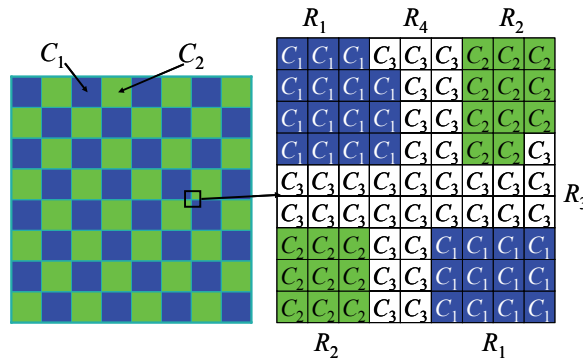 C₁ C₂
R₁ R₄ R₂
C₁ C₁ C₁ C₃ C₃ C₃ C₂ C₂ C₂
C₁ C₁ C₁ C₁ C₃ C₃ C₂ C₂ C₂
C₁ C₁ C₁ C₁ C₃ C₃ C₂ C₂ C₂
C₁ C₁ C₁ C₁ C₃ C₃ C₂ C₂ C₃
C₃ C₃ C₃ C₃ C₃ C₃ C₃ C₃ C₃
R₃
C₃ C₃ C₃ C₃ C₃ C₃ C₃ C₃ C₃
C₂ C₂ C₂ C₃ C₃ C₁ C₁ C₁ C₁
C₂ C₂ C₂ C₃ C₃ C₁ C₁ C₁ C₁
C₂ C₂ C₂ C₃ C₃ C₁ C₁ C₁ C₁
R₂ R₁